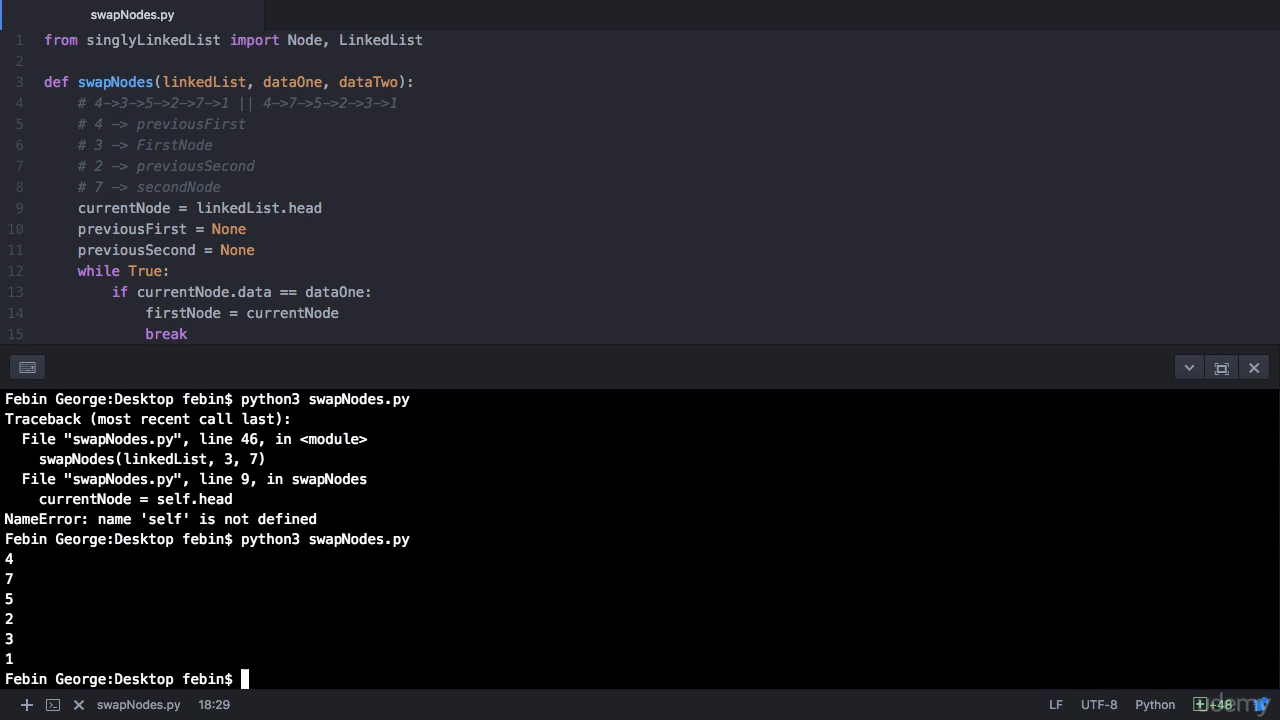 swapNodes.py
1 from singlyLinkedList import Node, LinkedList
2
3 def swapNodes(linkedList, dataOne, dataTwo):
4 # 4->3->5->2->7->1 || 4->7->5->2->3->1
5 # 4 -> previousFirst
6 # 3 -> FirstNode
7 # 2 -> previousSecond
8 # 7 -> secondNode
9 currentNode = linkedList.head
10 previousFirst = None
11 previousSecond = None
12 while True:
13 if currentNode.data == dataOne:
14 firstNode = currentNode
15 break
Febin George:Desktop febin$ python3 swapNodes.py
Traceback (most recent call last):
File "swapNodes.py", line 46, in <module>
swapNodes(linkedList, 3, 7)
File "swapNodes.py", line 9, in swapNodes
currentNode = self.head
NameError: name 'self' is not defined
Febin George:Desktop febin$ python3 swapNodes.py
4
7
5
2
3
1
Febin George:Desktop febin$
swapNodes.py 18:29 LF UTF-8 Python +48
udemy